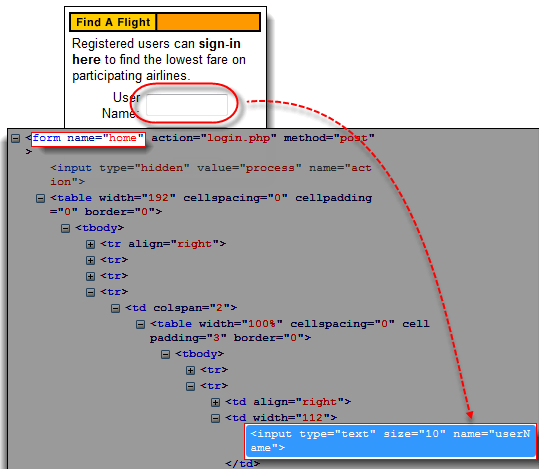 Find A Flight
Registered users can sign-in
here to find the lowest fare on
participating airlines.
User
Name:
<form name="home" action="login.php" method="post"
>
<input type="hidden" value="process" name="act
ion">
<table width="192" cellspacing="0" cellpadding
="0" border="0">
<tbody>
<tr align="right">
<tr>
<tr>
<tr>
<td colspan="2">
<table width="100%" cellspacing="0" cell
padding="3" border="0">
<tbody>
<tr>
<tr>
<td align="right">
<td width="112">
<input type="text" size="10" name="userN
ame">
</td>